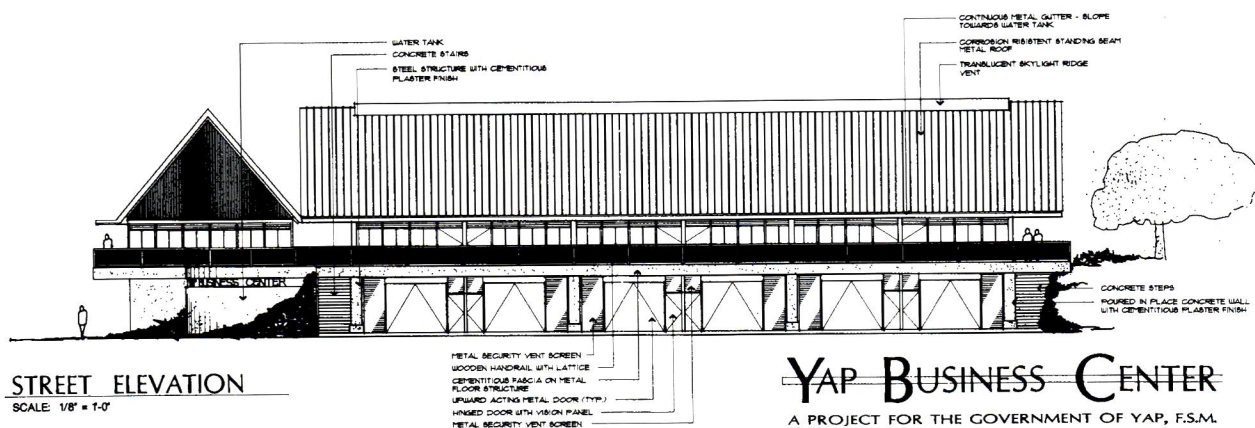 WATER TANK
CONCRETE STAIRS
STEEL STRUCTURE WITH CEMENTITIOUS
PLASTER FINISH
CONTINUOUS METAL GUTTER - SLOPE
TOWARDS WATER TANK
CORROSION RISISTENT STANDING SEAM
METAL ROOF
TRANSLUCENT SKYLIGHT RIDGE
VENT
BUSINESS CENTER
CONCRETE STEPS
POURED IN PLACE CONCRETE WALL
WITH CEMENTITIOUS PLASTER FINISH
METAL SECURITY VENT SCREEN
WOODEN HANDRAIL WITH LATTICE
CEMENTITIOUS FASCIA ON METAL
FLOOR STRUCTURE
UPWARD ACTING METAL DOOR (TYP.)
HINGED DOOR WITH VISION PANEL
METAL SECURITY VENT SCREEN
STREET ELEVATION
SCALE: 1/8" = 1'-0"
YAP BUSINESS CENTER
A PROJECT FOR THE GOVERNMENT OF YAP, F.S.M.